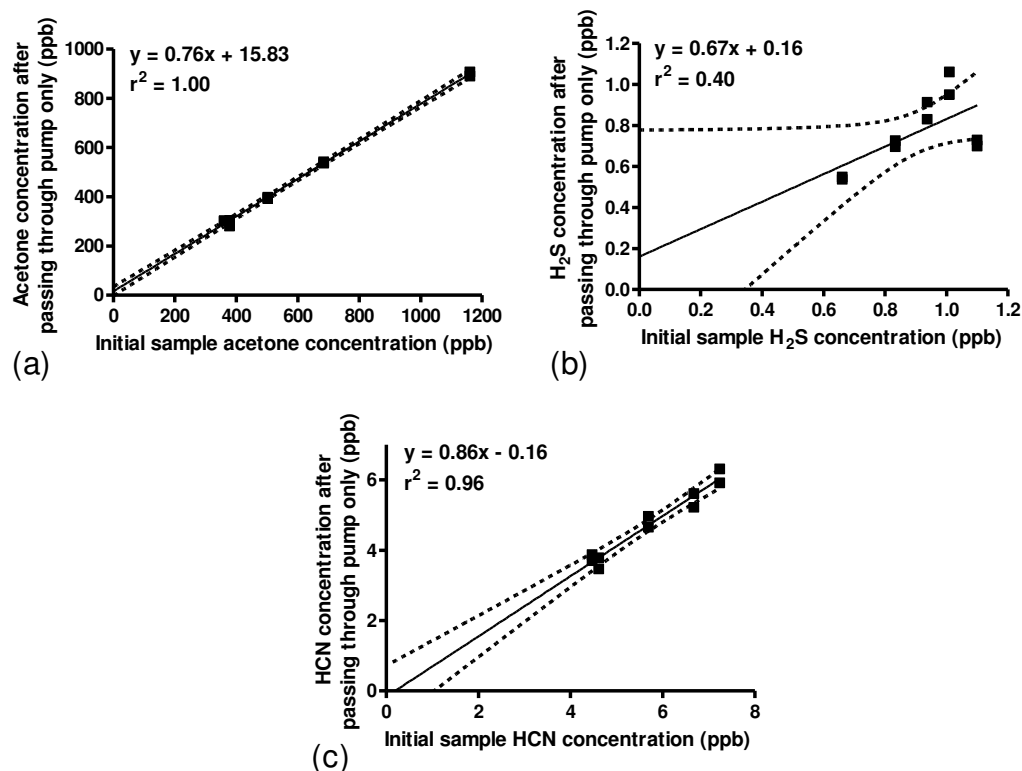 y = 0.76x + 15.83
r² = 1.00
Acetone concentration after
passing through pump only (ppb)
1000
800
600
400
200
0
0 200 400 600 800 1000 1200
Initial sample acetone concentration (ppb)
(a)
y = 0.67x + 0.16
r² = 0.40
H₂S concentration after
passing through pump only (ppb)
1.2
1.0
0.8
0.6
0.4
0.2
0.0
0.0 0.2 0.4 0.6 0.8 1.0 1.2
Initial sample H₂S concentration (ppb)
(b)
y = 0.86x - 0.16
r² = 0.96
HCN concentration after
passing through pump only (ppb)
6
4
2
0
0 2 4 6 8
Initial sample HCN concentration (ppb)
(c)